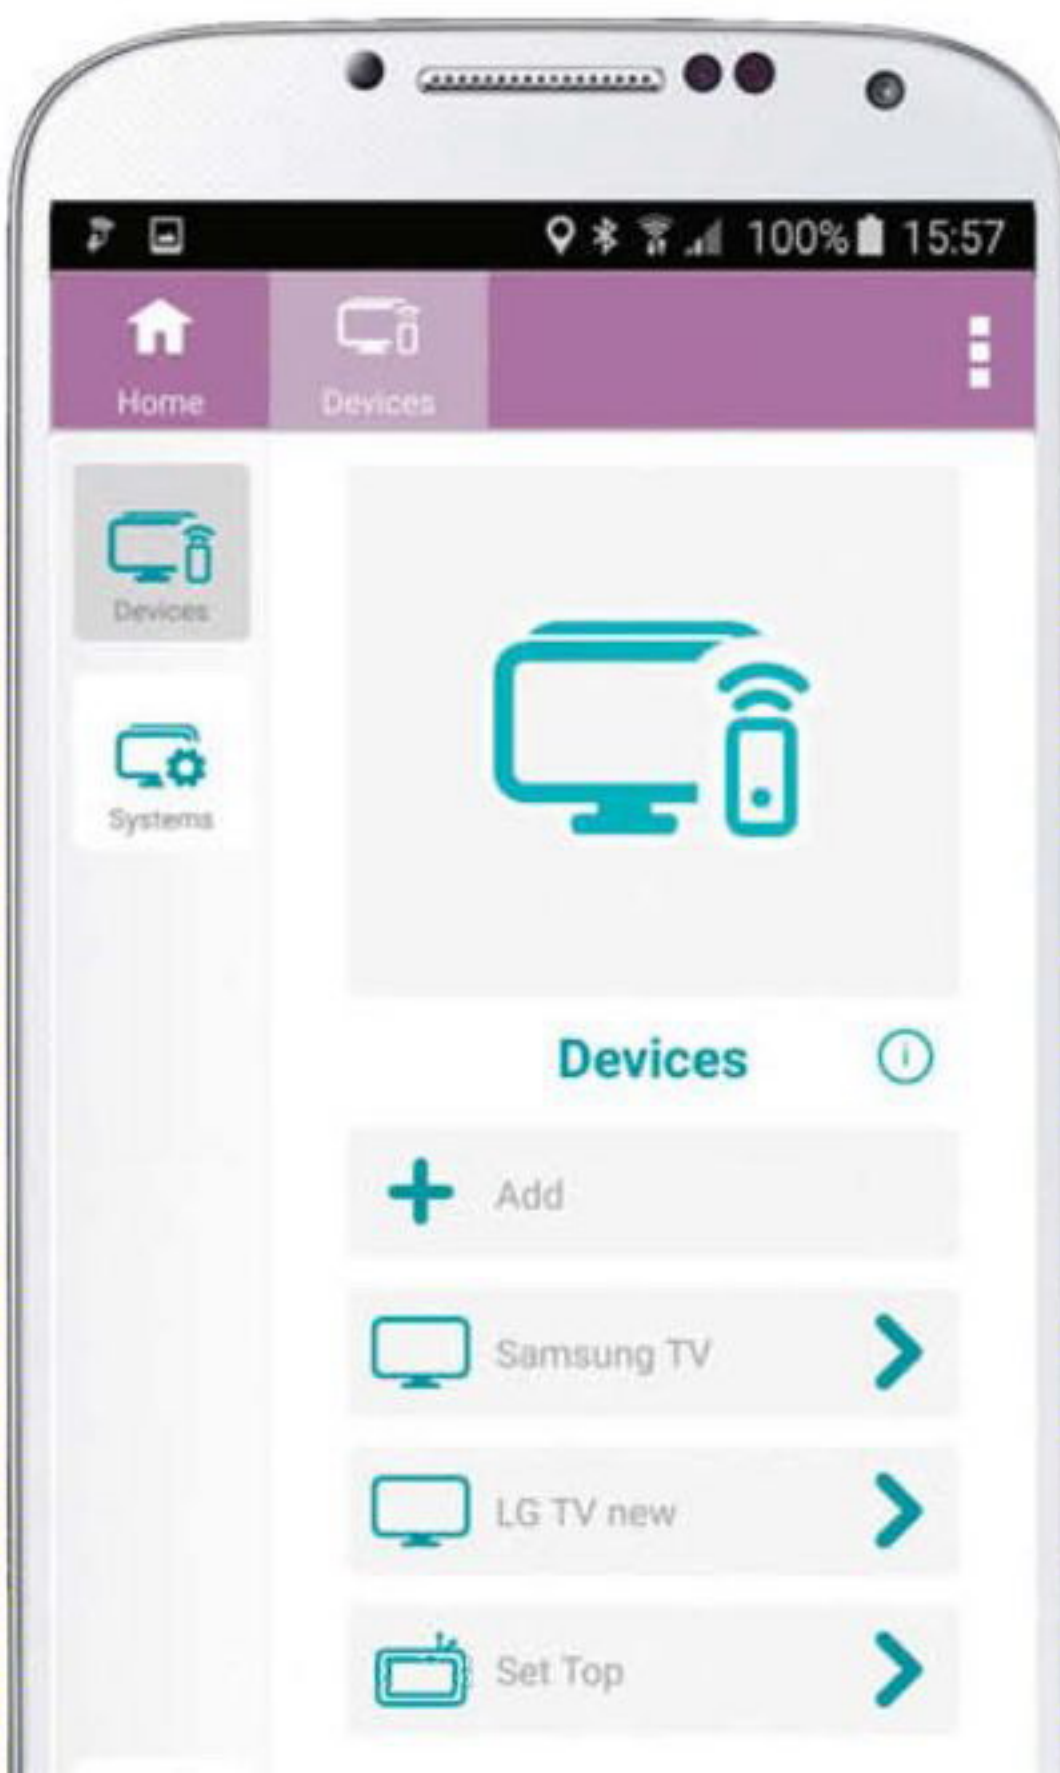 100% 15:57
Home
Devices
Devices
Systems
Devices
Add
Samsung TV
LG TV new
Set Top